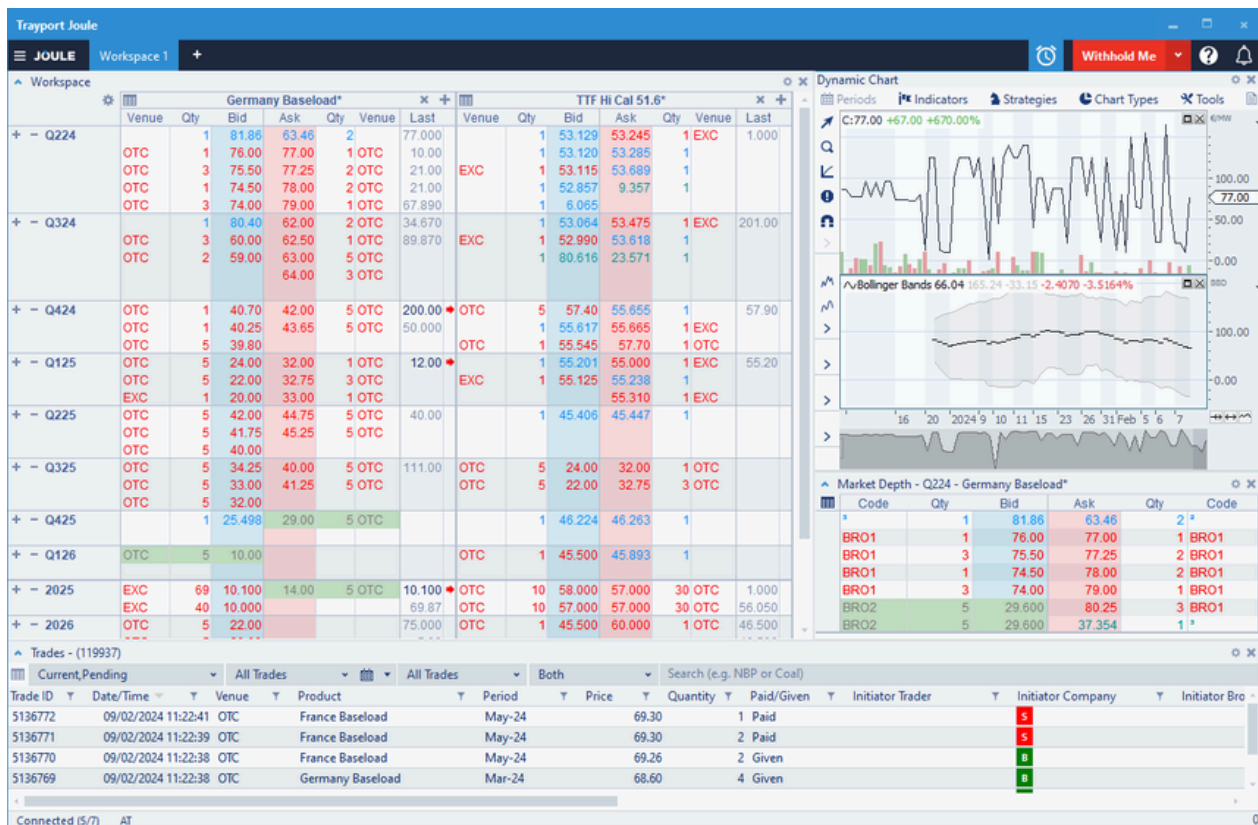 Trayport Joule
JOULE Workspace 1 + Withhold Me
Workspace
Germany Baseload* TTF Hi Cal 51.6*
Venue Qty Bid Ask Qty Venue Last Venue Qty Bid Ask Qty Venue Last
+ - Q224 1 81.86 63.46 2 77.000 1 53.129 53.245 1 EXC 1.000
OTC 1 76.00 77.00 1 OTC 10.00 1 53.120 53.285 1
OTC 3 75.50 77.25 2 OTC 21.00 EXC 1 53.115 53.689 1
OTC 1 74.50 78.00 2 OTC 21.00 1 52.857 9.357 1
OTC 3 74.00 79.00 1 OTC 67.890 1 6.065
+ - Q324 1 80.40 62.00 2 OTC 34.670 1 53.064 53.475 1 EXC 201.00
OTC 3 60.00 62.50 1 OTC 89.870 EXC 1 52.990 53.618 1
OTC 2 59.00 63.00 5 OTC 1 80.616 23.571 1
64.00 3 OTC
+ - Q424 OTC 1 40.70 42.00 5 OTC 200.00 OTC 5 57.40 55.655 1 57.90
OTC 1 40.25 43.65 5 OTC 50.000 1 55.617 55.665 1 EXC
OTC 5 39.80 OTC 1 55.545 57.70 1 OTC
+ - Q125 OTC 5 24.00 32.00 1 OTC 12.00 1 55.201 55.000 1 EXC 55.20
OTC 5 22.00 32.75 3 OTC EXC 1 55.125 55.238 1
EXC 1 20.00 33.00 1 OTC 55.310 1 EXC
+ - Q225 OTC 5 42.00 44.75 5 OTC 40.00 1 45.406 45.447 1
OTC 5 41.75 45.25 5 OTC
OTC 5 40.00
+ - Q325 OTC 5 34.25 40.00 5 OTC 111.00 OTC 5 24.00 32.00 1 OTC
OTC 5 33.00 41.25 5 OTC OTC 5 22.00 32.75 3 OTC
OTC 5 32.00
+ - Q425 1 25.498 29.00 5 OTC 1 46.224 46.263 1
+ - Q126 OTC 5 10.00 OTC 1 45.500 45.893 1
+ - 2025 EXC 69 10.100 14.00 5 OTC 10.100 OTC 10 58.000 57.000 30 OTC 1.000
EXC 40 10.000 69.87 OTC 10 57.000 57.000 30 OTC 56.050
+ - 2026 OTC 5 22.00 75.000 OTC 1 45.500 60.000 1 OTC 46.500
Dynamic Chart
Periods Indicators Strategies Chart Types Tools
C:77.00 +67.00 +670.00% €/MW
100.00
77.00
50.00
0.00
Bollinger Bands 66.04 165.24 -33.15 -2.4070 -3.5164% BBD
100.00
0.00
16 20 2024 9 10 11 15 23 26 31 Feb 5 6 7
Market Depth - Q224 - Germany Baseload*
Code Qty Bid Ask Qty Code
1 81.86 63.46 2
BRO1 1 76.00 77.00 1 BRO1
BRO1 3 75.50 77.25 2 BRO1
BRO1 1 74.50 78.00 2 BRO1
BRO1 3 74.00 79.00 1 BRO1
BRO2 5 29.600 80.25 3 BRO1
BRO2 5 29.600 37.354 1
Trades - (119937)
Current,Pending All Trades All Trades Both Search (e.g. NBP or Coal)
Trade ID Date/Time Venue Product Period Price Quantity Paid/Given Initiator Trader Initiator Company Initiator Bro
5136772 09/02/2024 11:22:41 OTC France Baseload May-24 69.30 1 Paid S
5136771 09/02/2024 11:22:39 OTC France Baseload May-24 69.30 2 Paid S
5136770 09/02/2024 11:22:38 OTC France Baseload May-24 69.26 2 Given B
5136769 09/02/2024 11:22:38 OTC Germany Baseload Mar-24 68.60 4 Given B
Connected (5/7) AT